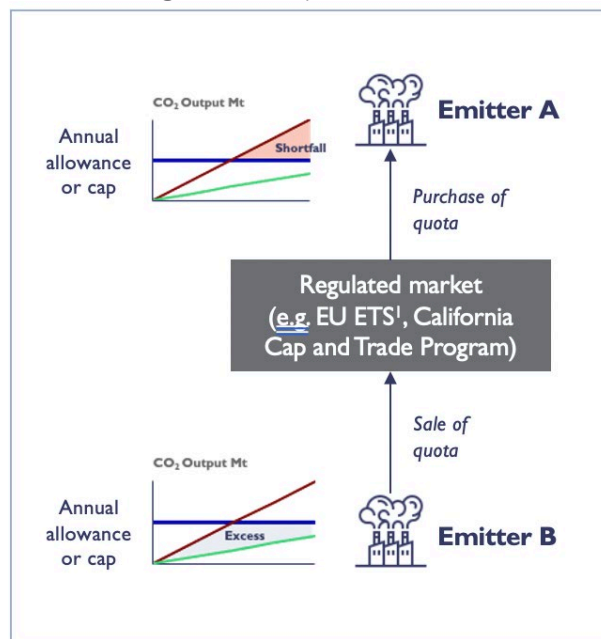 CO₂ Output Mt
Emitter A
Annual
allowance
or cap
Shortfall
Purchase of
quota
Regulated market
(e.g. EU ETS¹, California
Cap and Trade Program)
Sale of
quota
CO₂ Output Mt
Annual
allowance
or cap
Excess
Emitter B